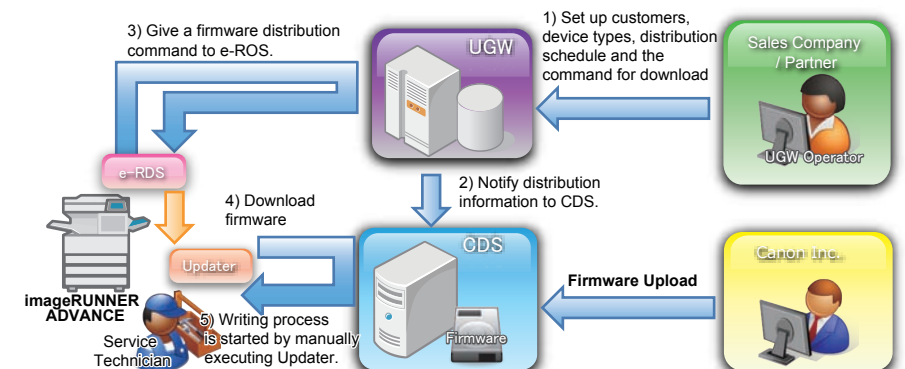 3) Give a firmware distribution
command to e-ROS.
UGW
1) Set up customers,
device types, distribution
schedule and the
command for download
Sales Company
/ Partner
UGW Operator
e-RDS
2) Notify distribution
information to CDS.
4) Download
firmware
Updater
CDS
Canon Inc.
Firmware Upload
imageRUNNER
ADVANCE
Firmware
5) Writing process
is started by manually
executing Updater.
Service
Technician